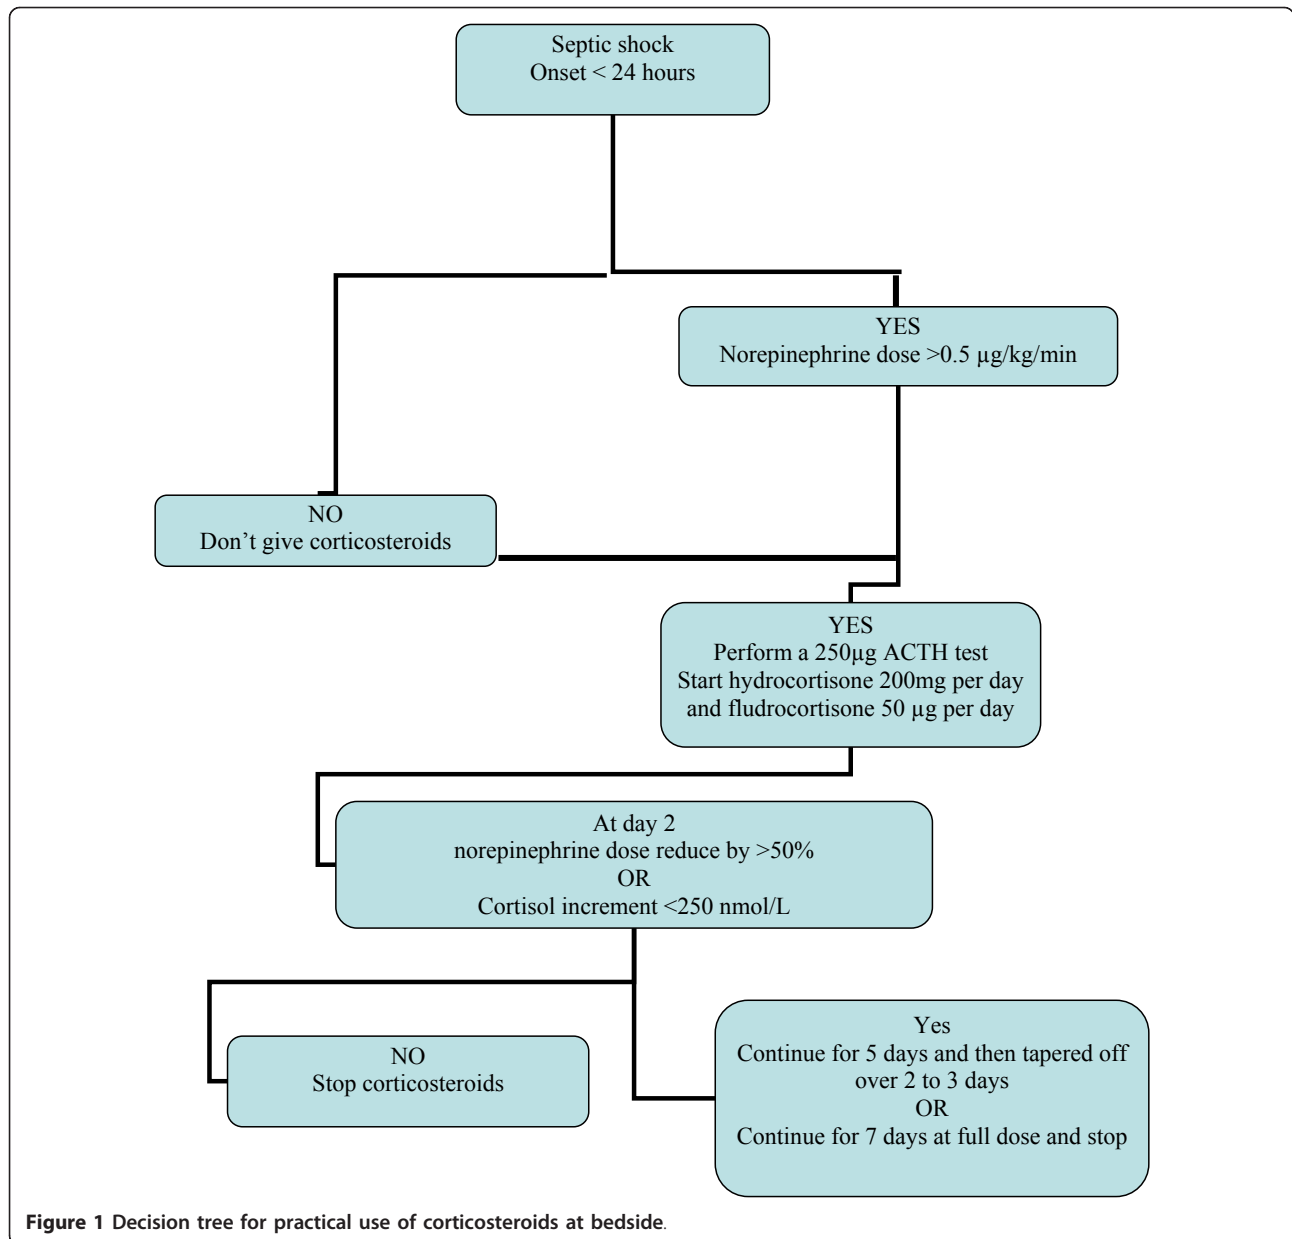 Septic shock
Onset < 24 hours
YES
Norepinephrine dose >0.5 µg/kg/min
NO
Don’t give corticosteroids
YES
Perform a 250µg ACTH test
Start hydrocortisone 200mg per day
and fludrocortisone 50 µg per day
At day 2
norepinephrine dose reduce by >50%
OR
Cortisol increment <250 nmol/L
NO
Stop corticosteroids
Yes
Continue for 5 days and then tapered off
over 2 to 3 days
OR
Continue for 7 days at full dose and stop
Figure 1 Decision tree for practical use of corticosteroids at bedside.